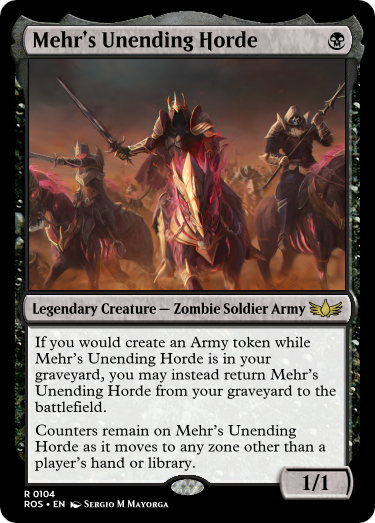 Mehr's Unending Horde
Legendary Creature — Zombie Soldier Army
If you would create an Army token while
Mehr's Unending Horde is in your
graveyard, you may instead return Mehr's
Unending Horde from your graveyard to the
battlefield.
Counters remain on Mehr's Unending
Horde as it moves to any zone other than a
player's hand or library.
1/1
R 0104
ROS • EN Sergio M Mayorga